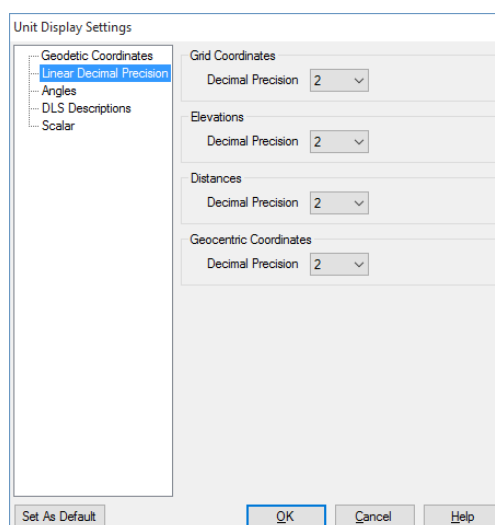 Unit Display Settings
Geodetic Coordinates
Linear Decimal Precision
Angles
DLS Descriptions
Scalar
Grid Coordinates
Decimal Precision 2
Elevations
Decimal Precision 2
Distances
Decimal Precision 2
Geocentric Coordinates
Decimal Precision 2
Set As Default OK Cancel Help